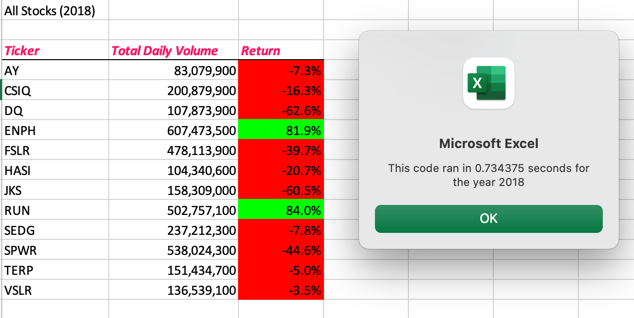 All Stocks (2018)
Ticker Total Daily Volume Return
AY 83,079,900 -7.3%
CSIQ 200,879,900 -16.3%
DQ 107,873,900 -62.6%
ENPH 607,473,500 81.9%
FSLR 478,113,900 -39.7%
HASI 104,340,600 -20.7%
JKS 158,309,000 -60.5%
RUN 502,757,100 84.0%
SEDG 237,212,300 -7.8%
SPWR 538,024,300 -44.6%
TERP 151,434,700 -5.0%
VSLR 136,539,100 -3.5%
X
Microsoft Excel
This code ran in 0.734375 seconds for
the year 2018
OK